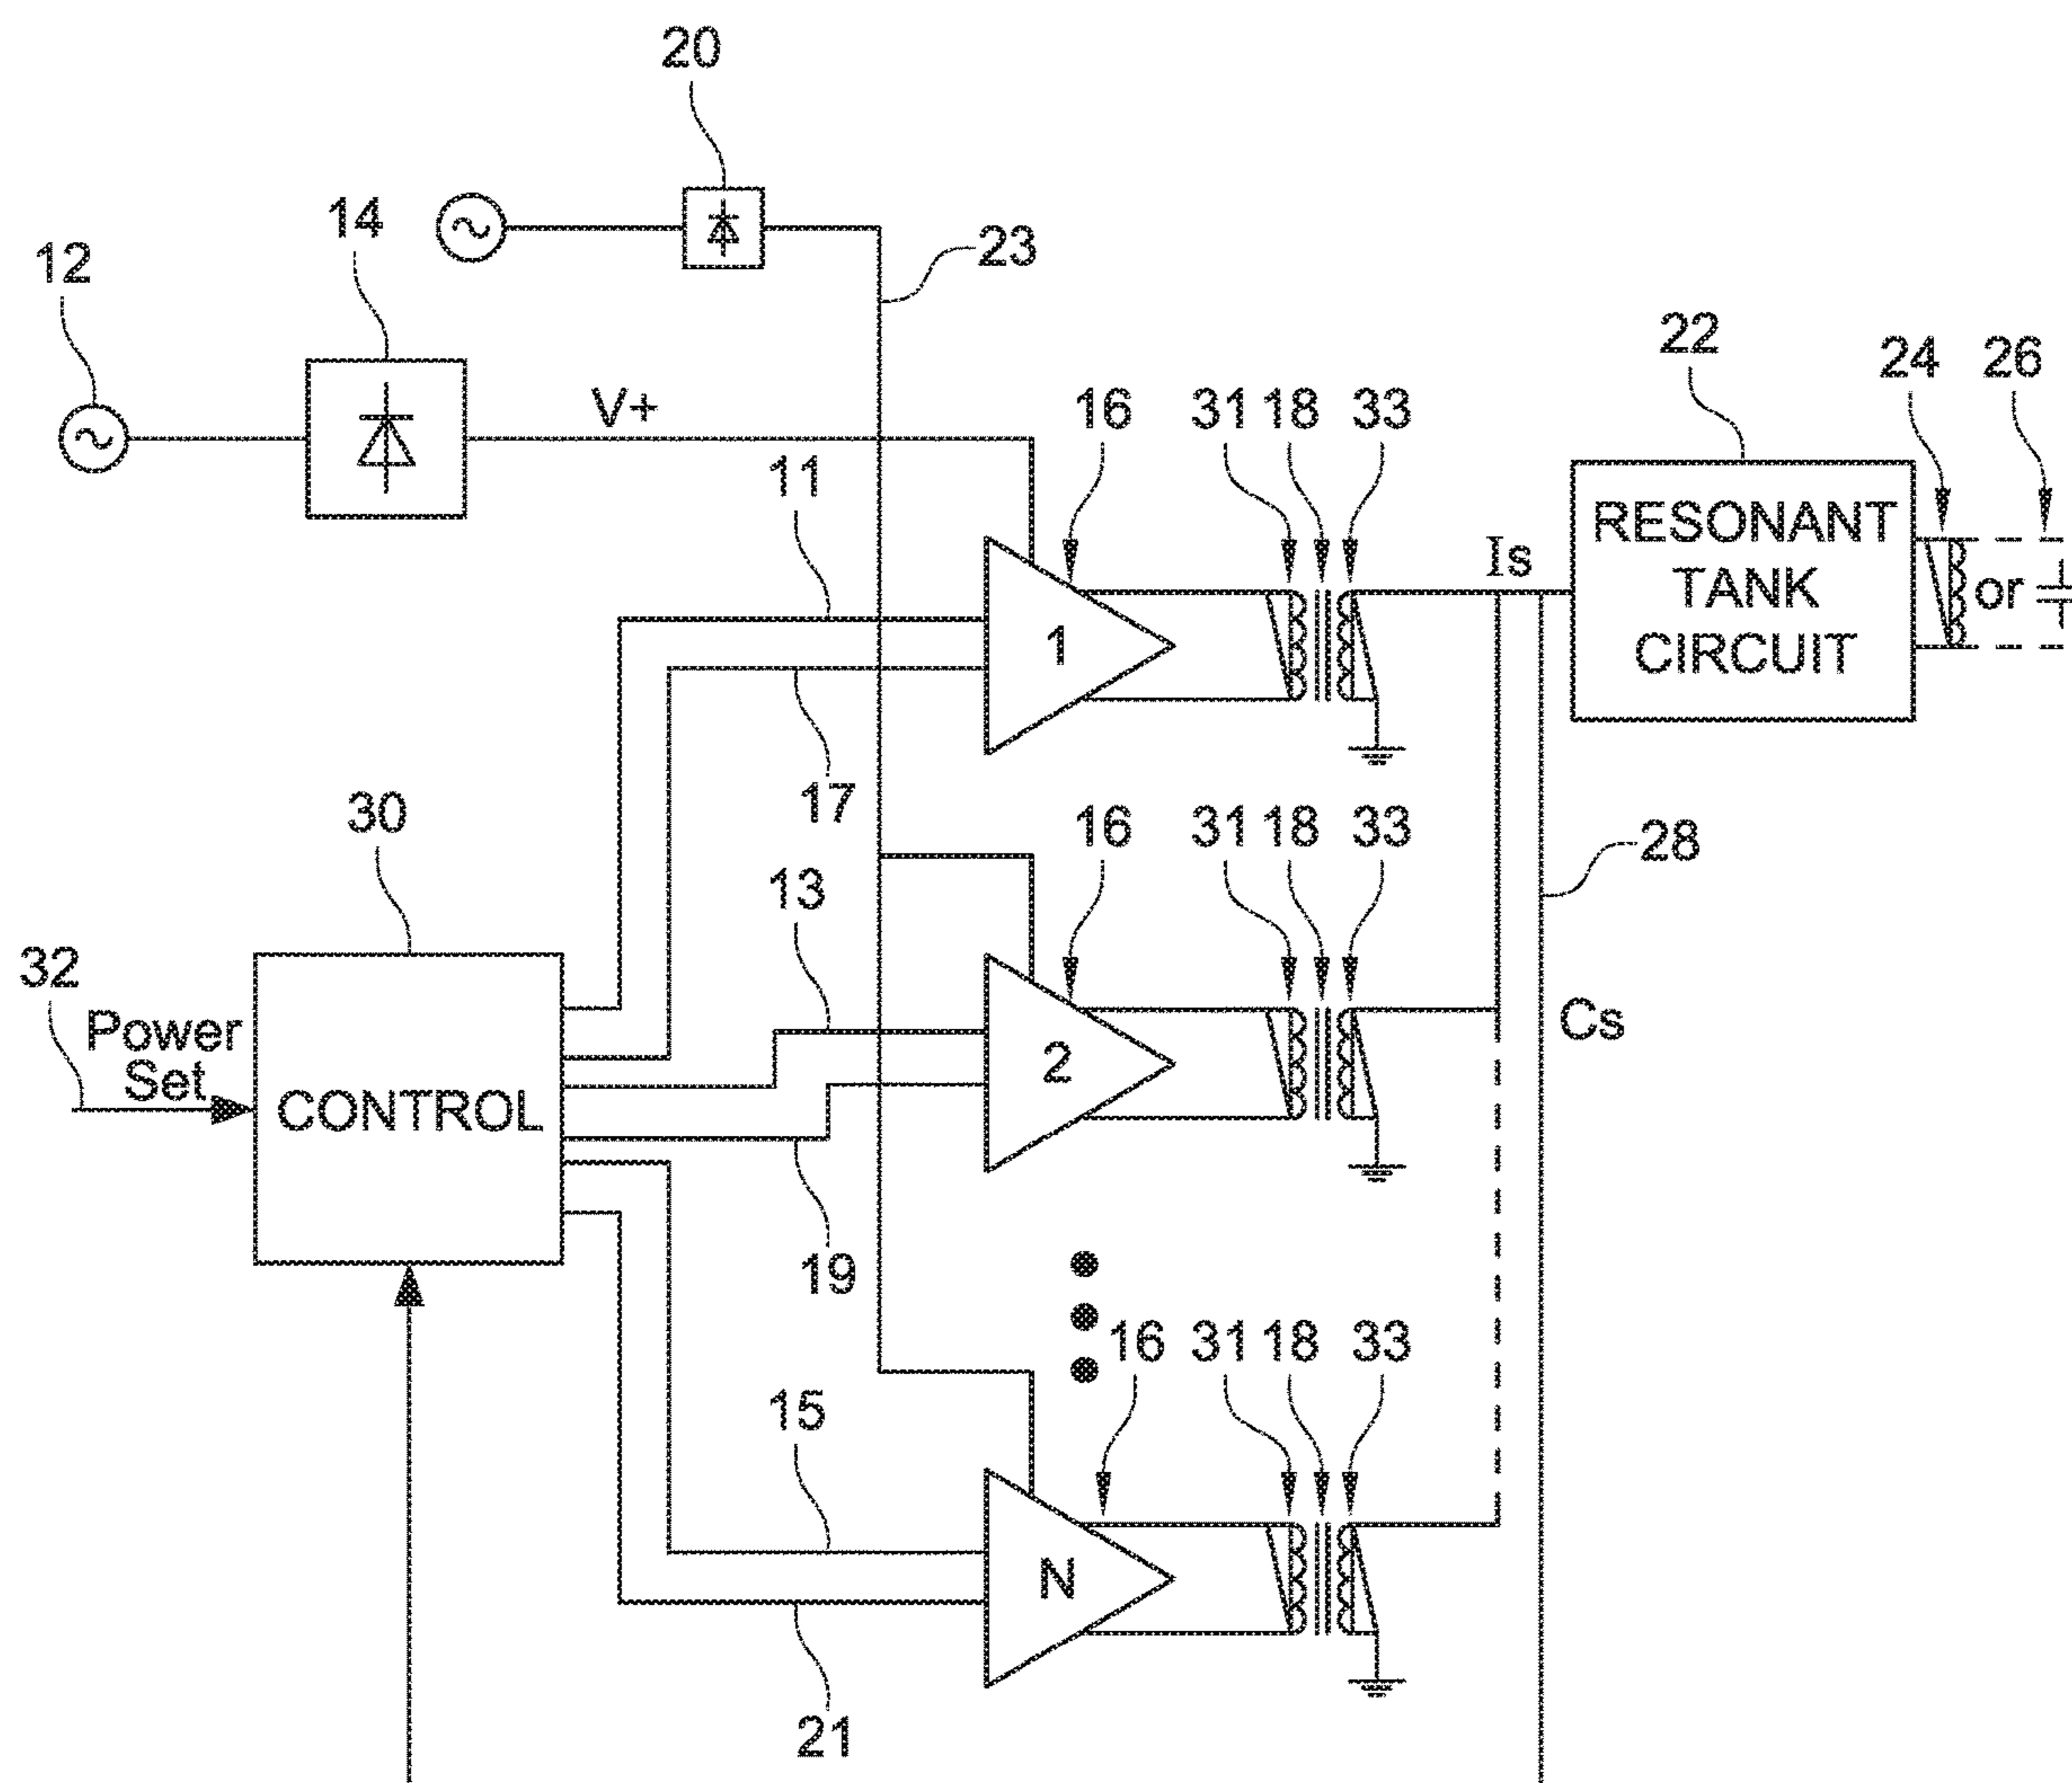 20
14
23
12
22
24
26
V+
16
31
18
33
11
Is
RESONANT
TANK
CIRCUIT
or
1
17
30
16
31
18
33
28
13
32
Power
Set
CONTROL
2
Cs
19
16
31
18
33
15
N
21